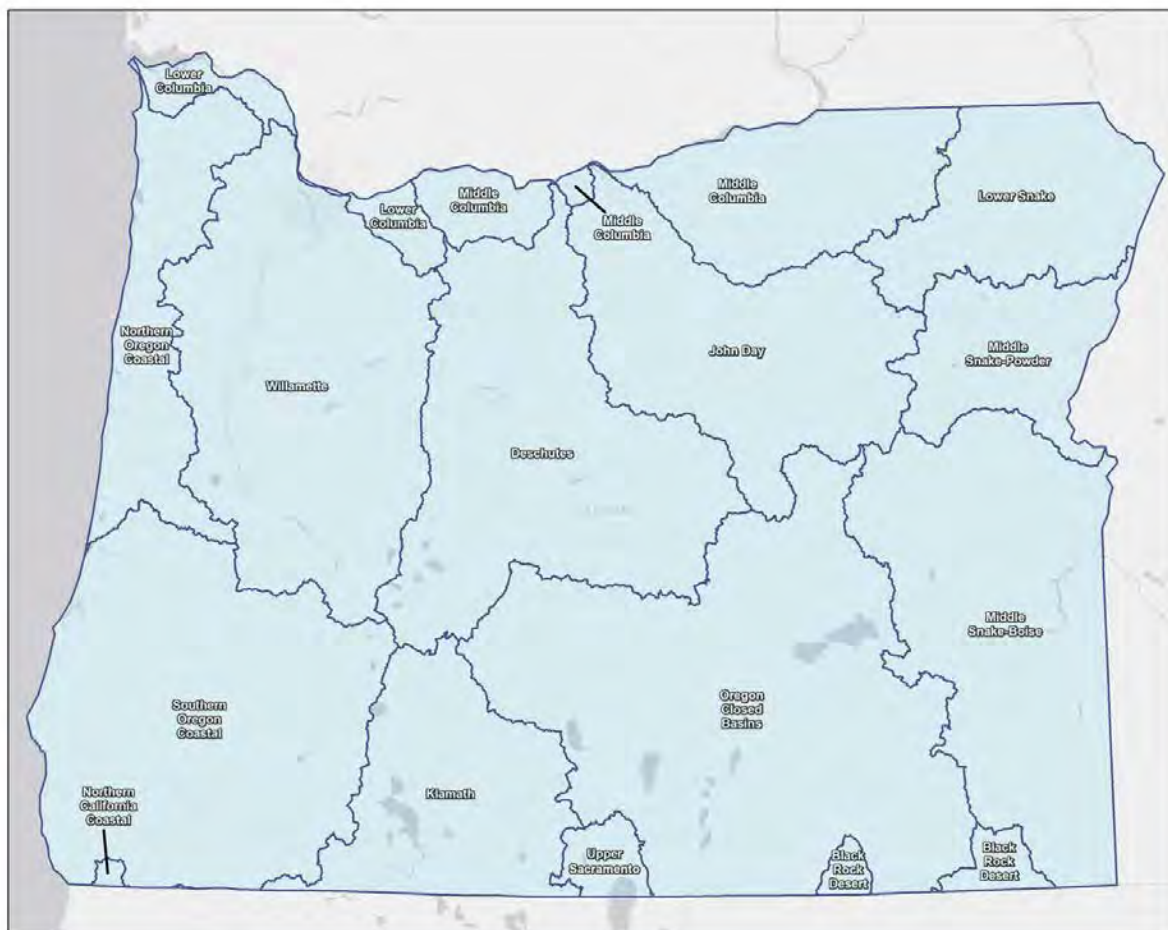 Lower
Columbia
Middle
Columbia
Lower
Columbia
Middle
Columbia
Middle
Columbia
Lower Snake
Northern
Oregon
Coastal
Willamette
John Day
Middle
Snake-Powder
Deschutes
Middle
Snake-Boise
Southern
Oregon
Coastal
Oregon
Closed
Basins
Northern
California
Coastal
Klamath
Upper
Sacramento
Black
Rock
Desert
Black
Rock
Desert